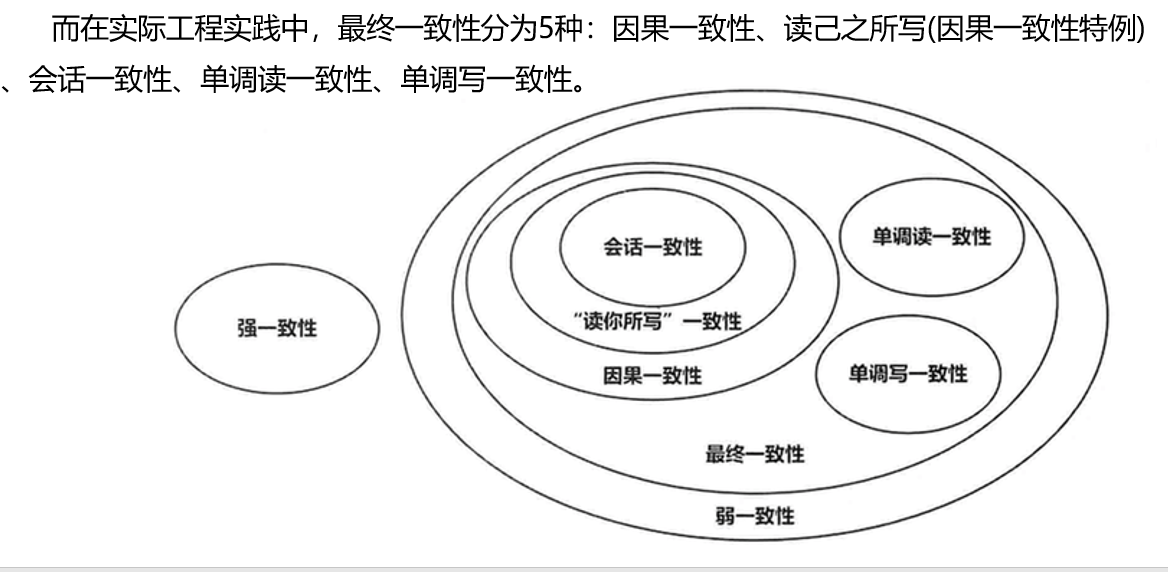 而在实际工程实践中，最终一致性分为5种：因果一致性、读己之所写(因果一致性特例)
、会话一致性、单调读一致性、单调写一致性。
会话一致性
单调读一致性
强一致性
“读你所写”一致性
因果一致性
单调写一致性
最终一致性
弱一致性